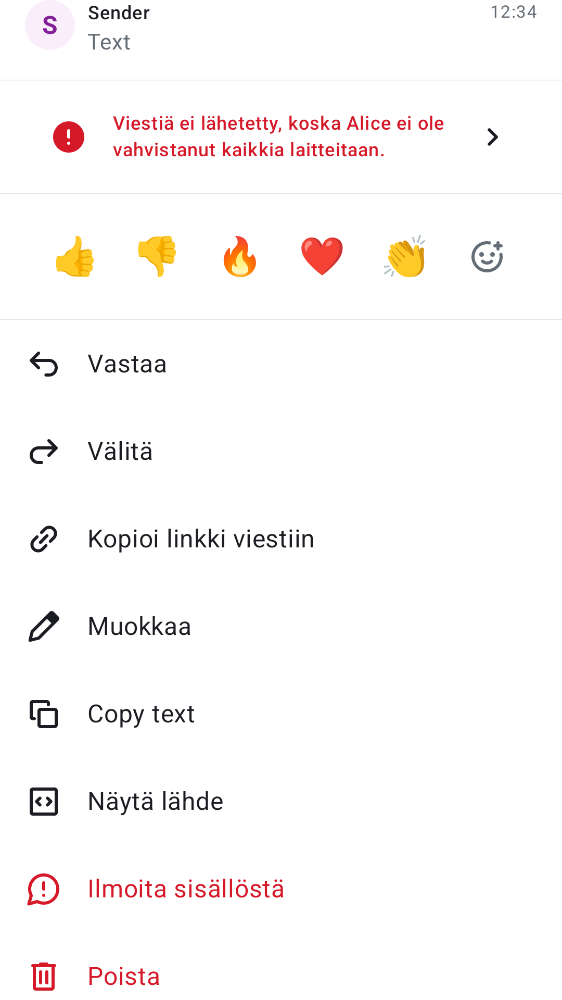 S
Sender
12:34
Text
Viestiä ei lähetetty, koska Alice ei ole
vahvistanut kaikkia laitteitaan.
Vastaa
Välitä
Kopioi linkki viestiin
Muokkaa
Copy text
Näytä lähde
Ilmoita sisällöstä
Poista